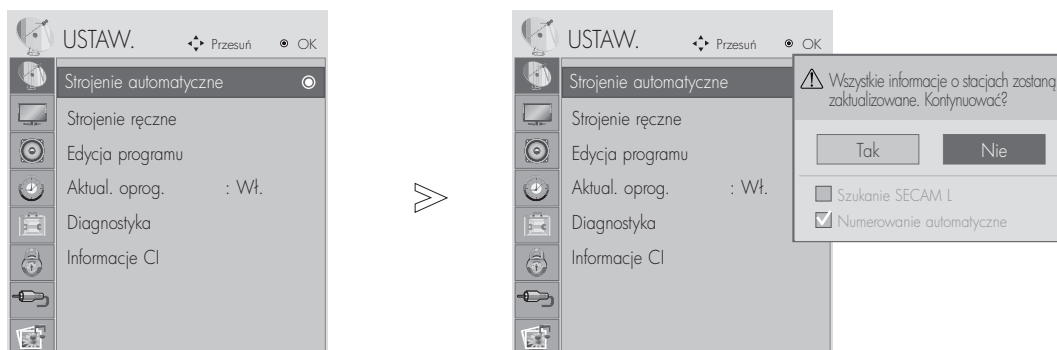 USTAW. Przesuń OK
Strojenie automatyczne
Strojenie ręczne
Edycja programu
Aktual. oprog. : Wł.
Diagnostyka
Informacje CI
>
USTAW. Przesuń OK
Strojenie automatyczne
Strojenie ręczne
Edycja programu
Aktual. oprog. : Wł.
Diagnostyka
Informacje CI
Wszystkie informacje o stacjach zostaną
zaktualizowane. Kontynuować?
Tak Nie
Szukanie SECAM L
Numerowanie automatyczne